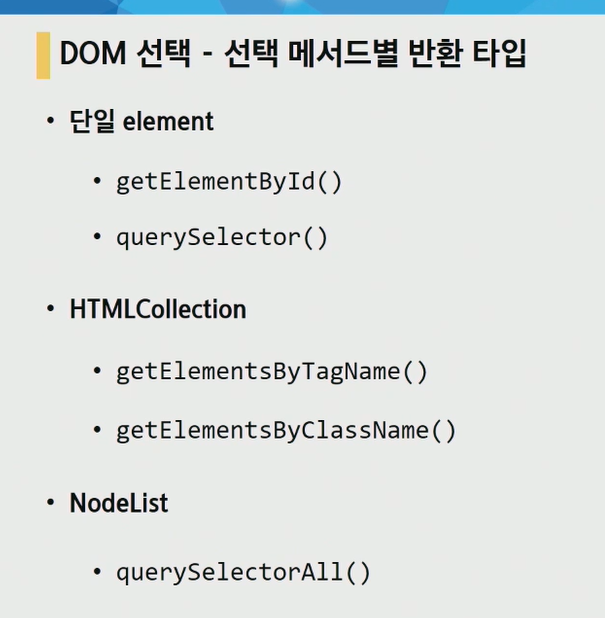 DOM 선택 - 선택 메서드별 반환 타입
• 단일 element
• getElementById()
• querySelector()
• HTMLCollection
• getElementsByTagName()
• getElementsByClassName()
• NodeList
• querySelectorAll()